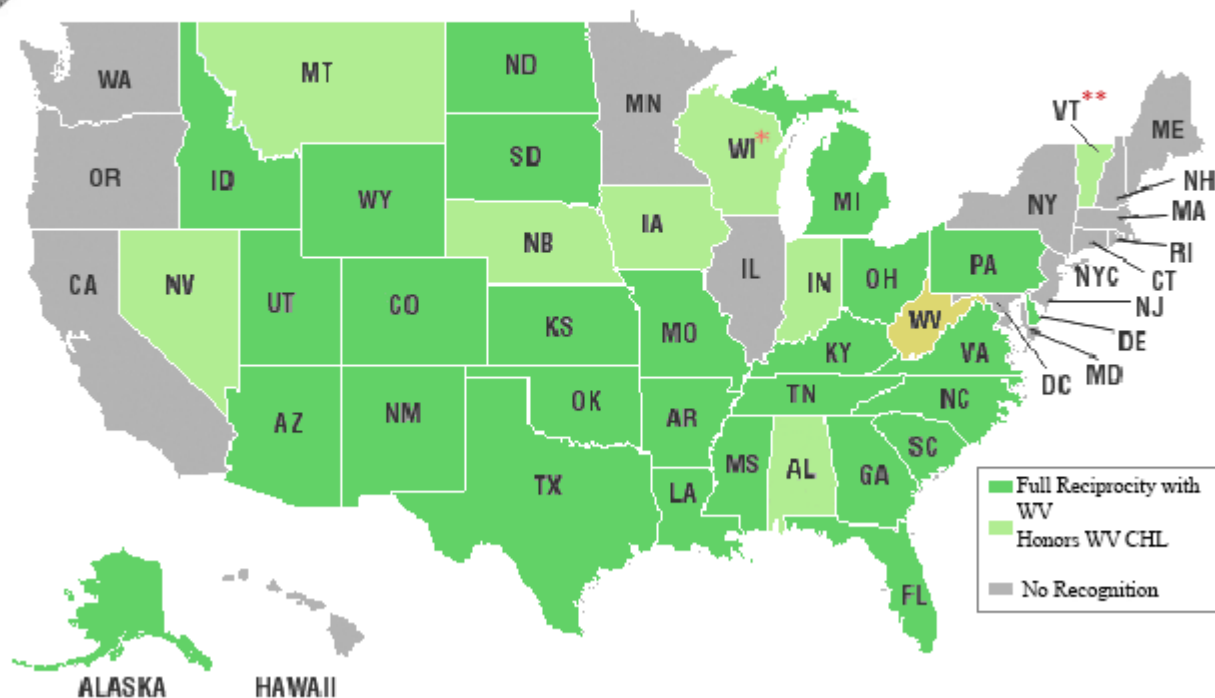 WA
MT
ND
MN
VT**
ME
OR
ID
SD
WI*
WY
MI
NH
NY
MA
NB
IA
RI
CA
NV
UT
CO
IL
IN
OH
PA
NYC
CT
NJ
KS
MO
WV
DE
KY
VA
DC
MD
AZ
NM
OK
AR
TN
NC
SC
TX
MS
AL
GA
LA
FL
Full Reciprocity with
WV
Honors WV CHL
No Recognition
ALASKA
HAWAII